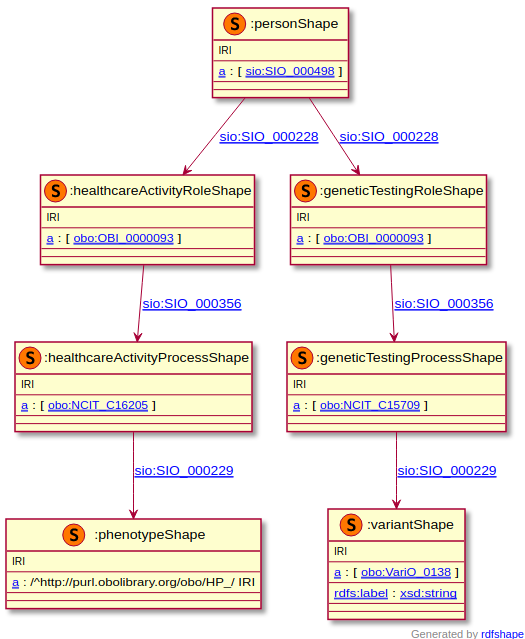 S :personShape
IRI
a : [ sio:SIO_000498 ]
sio:SIO_000228 sio:SIO_000228
S :healthcareActivityRoleShape
IRI
a : [ obo:OBI_0000093 ]
S :geneticTestingRoleShape
IRI
a : [ obo:OBI_0000093 ]
sio:SIO_000356 sio:SIO_000356
S :healthcareActivityProcessShape
IRI
a : [ obo:NCIT_C16205 ]
S :geneticTestingProcessShape
IRI
a : [ obo:NCIT_C15709 ]
sio:SIO_000229 sio:SIO_000229
S :phenotypeShape
IRI
a : /^http://purl.obolibrary.org/obo/HP_/ IRI
S :variantShape
IRI
a : [ obo:VariO_0138 ]
rdfs:label : xsd:string
Generated by rdfshape